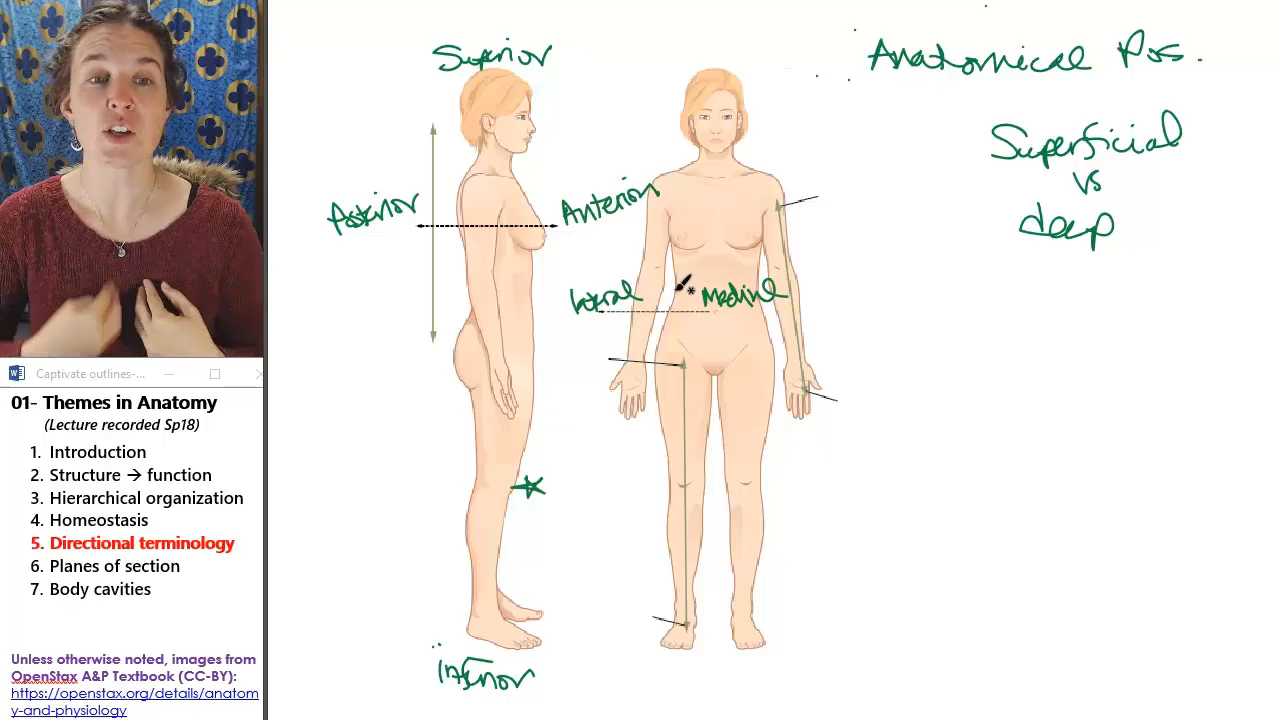 Superior
Anatomical Pos.
Superficial
vs
deep
Posterior
Anterior
lateral
Medial
Inferior
Captivate outlines-...
01- Themes in Anatomy
(Lecture recorded Sp18)
1. Introduction
2. Structure → function
3. Hierarchical organization
4. Homeostasis
5. Directional terminology
6. Planes of section
7. Body cavities
Unless otherwise noted, images from
OpenStax A&P Textbook (CC-BY):
https://openstax.org/details/anatom
y-and-physiology